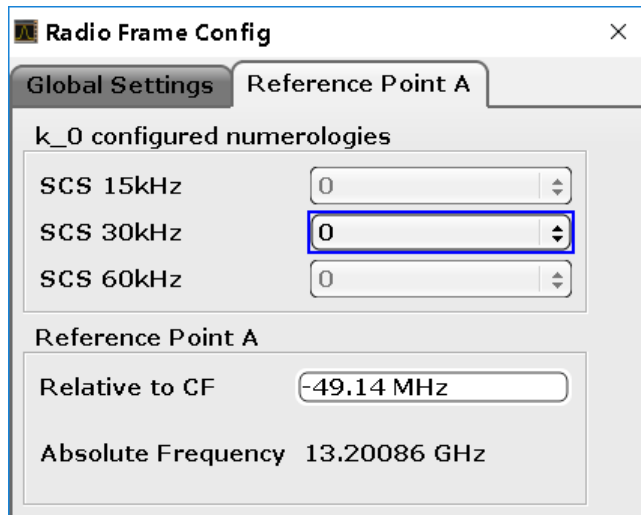 Radio Frame Config
Global Settings Reference Point A
k_0 configured numerologies
SCS 15kHz 0
SCS 30kHz 0
SCS 60kHz 0
Reference Point A
Relative to CF -49.14 MHz
Absolute Frequency 13.20086 GHz